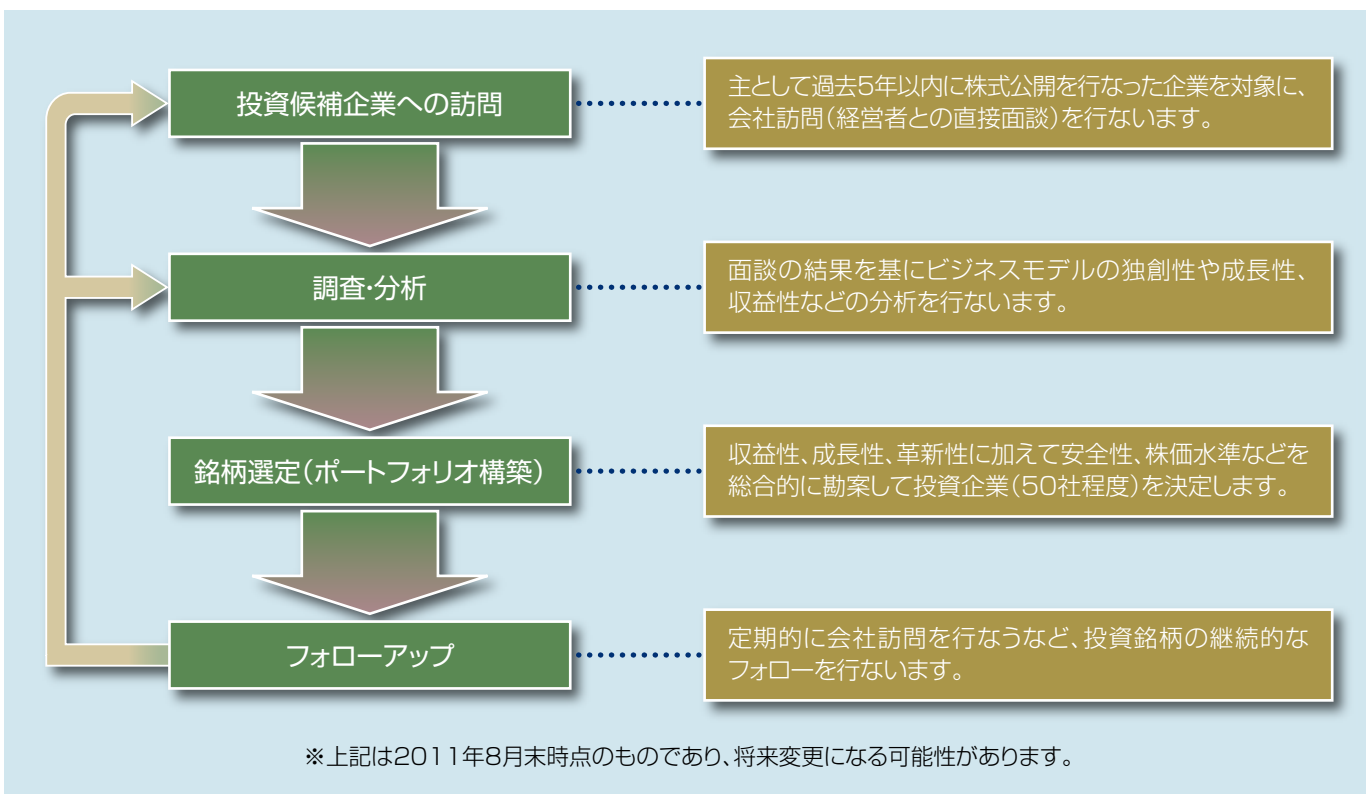 投資候補企業への訪問
主として過去5年以内に株式公開を行なった企業を対象に、
会社訪問(経営者との直接面談)を行ないます。
調査・分析
面談の結果を基にビジネスモデルの独創性や成長性、
収益性などの分析を行ないます。
銘柄選定(ポートフォリオ構築)
収益性、成長性、革新性に加えて安全性、株価水準などを
総合的に勘案して投資企業(50社程度)を決定します。
フォローアップ
定期的に会社訪問を行なうなど、投資銘柄の継続的な
フォローを行ないます。
※上記は2011年8月末時点のものであり、将来変更になる可能性があります。